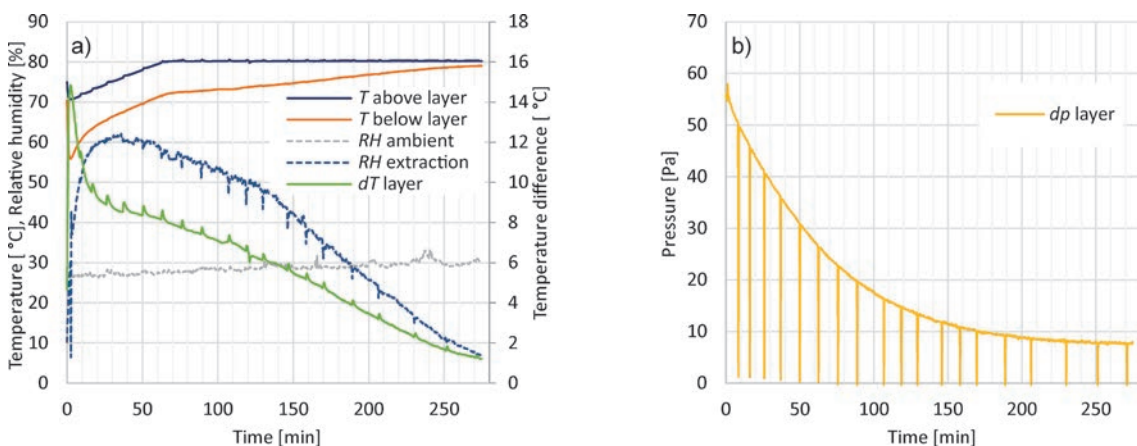 a)
90
80
70
60
50
40
30
20
10
0
Temperature [ °C], Relative humidity [%]
18
16
14
12
10
8
6
4
2
0
Temperature difference [ °C]
T above layer
T below layer
RH ambient
RH extraction
dT layer
0 50 100 150 200 250
Time [min]
b)
70
60
50
40
30
20
10
0
Pressure [Pa]
dp layer
0 50 100 150 200 250
Time [min]